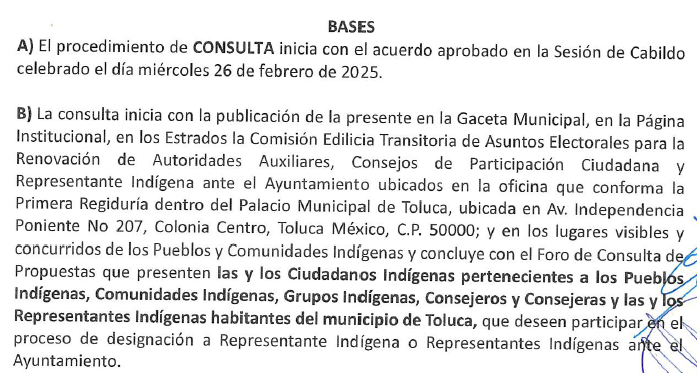 BASES
A) El procedimiento de CONSULTA inicia con el acuerdo aprobado en la Sesión de Cabildo
celebrado el día miércoles 26 de febrero de 2025.
B) La consulta inicia con la publicación de la presente en la Gaceta Municipal, en la Página
Institucional, en los Estrados la Comisión Edilicia Transitoria de Asuntos Electorales para la
Renovación de Autoridades Auxiliares, Consejos de Participación Ciudadana y
Representante Indígena ante el Ayuntamiento ubicados en la oficina que conforma la
Primera Regiduría dentro del Palacio Municipal de Toluca, ubicada en Av. Independencia
Poniente No 207, Colonia Centro, Toluca México, C.P. 50000; y en los lugares visibles y
concurridos de los Pueblos y Comunidades Indígenas y concluye con el Foro de Consulta de
Propuestas que presenten las y los Ciudadanos Indígenas pertenecientes a los Pueblos
Indígenas, Comunidades Indígenas, Grupos Indígenas, Consejeros y Consejeras y las y los
Representantes Indígenas habitantes del municipio de Toluca, que deseen participar en el
proceso de designación a Representante Indígena o Representantes Indígenas ante el
Ayuntamiento.